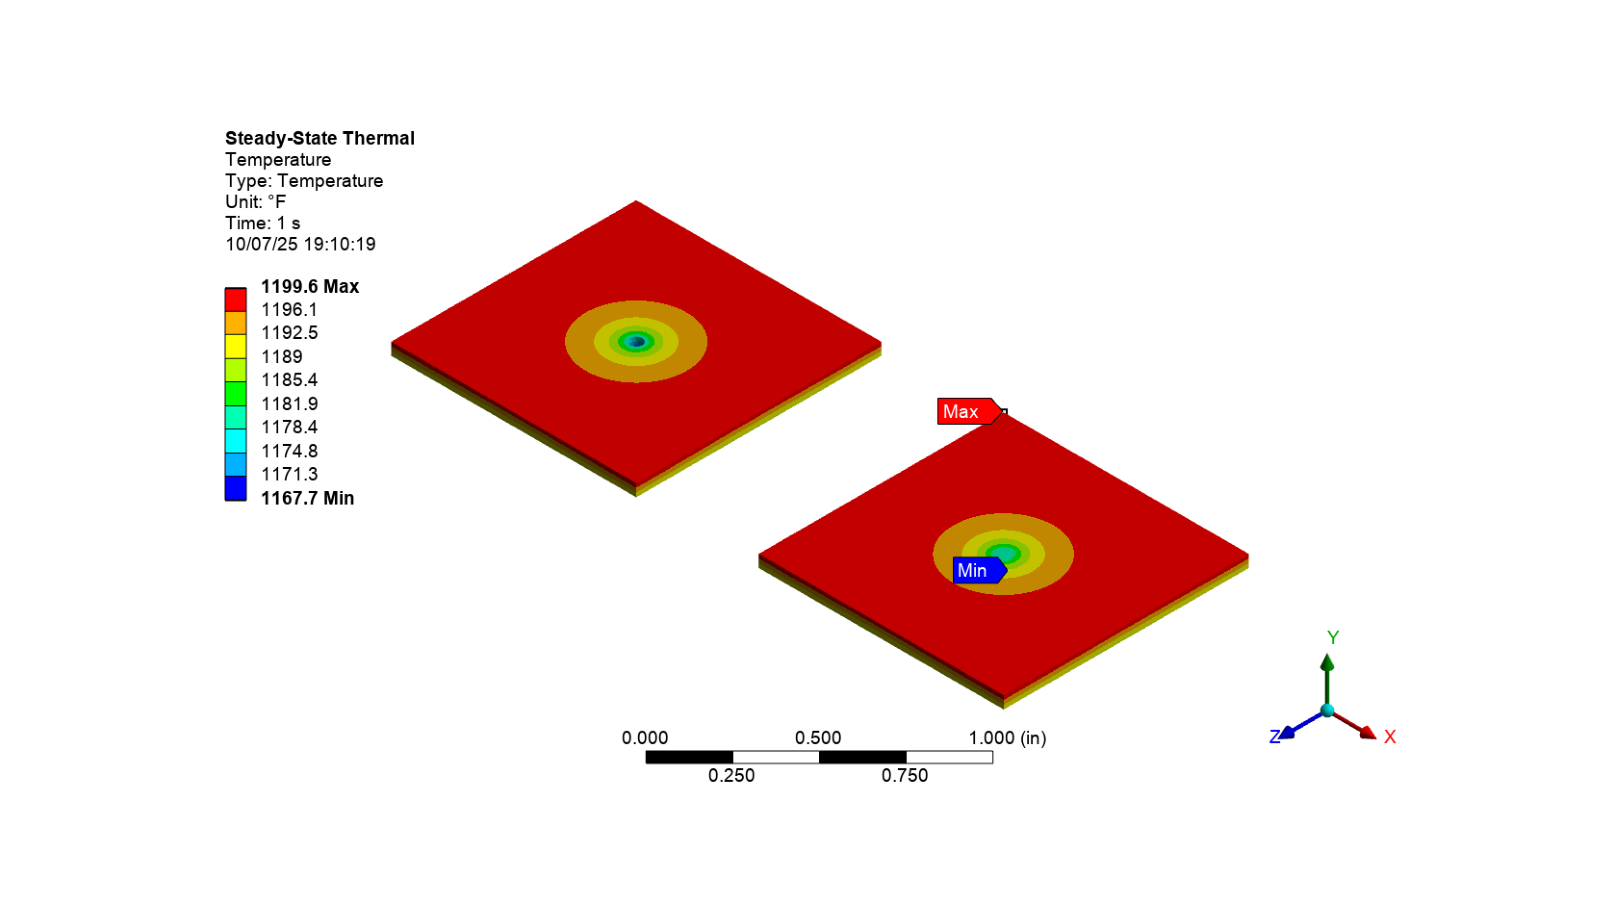 Steady-State Thermal
Temperature
Type: Temperature
Unit: °F
Time: 1 s
10/07/25 19:10:19
1199.6 Max
1196.1
1192.5
1189
1185.4
1181.9
1178.4
1174.8
1171.3
1167.7 Min
Max
Min
0.000 0.500 1.000 (in)
0.250 0.750
Y
Z X